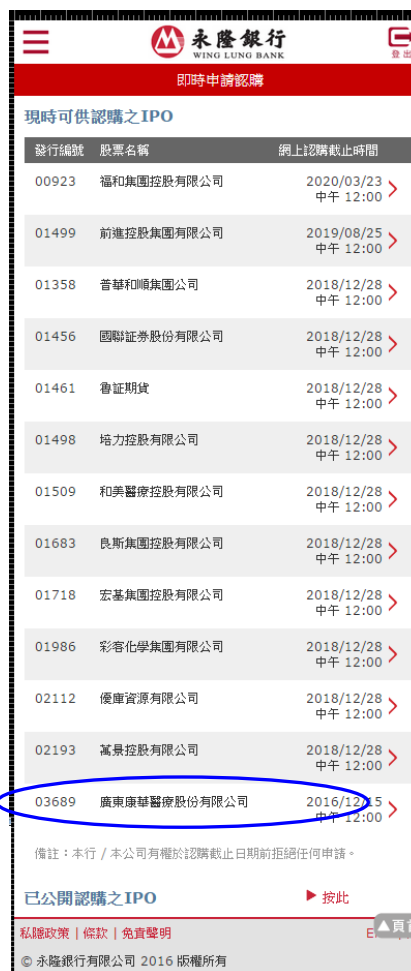 永隆銀行
WING LUNG BANK
登出
即時申請認購
現時可供認購之IPO
發行編號 股票名稱 網上認購截止時間
00923 福和集團控股有限公司 2020/03/23
中午 12:00
01499 前進控股集團有限公司 2019/08/25
中午 12:00
01358 普華和順集團公司 2018/12/28
中午 12:00
01456 國聯証券股份有限公司 2018/12/28
中午 12:00
01461 魯証期貨 2018/12/28
中午 12:00
01498 培力控股有限公司 2018/12/28
中午 12:00
01509 和美醫療控股有限公司 2018/12/28
中午 12:00
01683 良斯集團控股有限公司 2018/12/28
中午 12:00
01718 宏基集團控股有限公司 2018/12/28
中午 12:00
01986 彩客化學集團有限公司 2018/12/28
中午 12:00
02112 優庫資源有限公司 2018/12/28
中午 12:00
02193 萬景控股有限公司 2018/12/28
中午 12:00
03689 廣東康華醫療股份有限公司 2016/12/15
中午 12:00
備註：本行 / 本公司有權於認購截止日期前拒絕任何申請。
已公開認購之IPO ▶ 按此
私隱政策 | 條款 | 免責聲明
▲頁首
© 永隆銀行有限公司 2016 版權所有